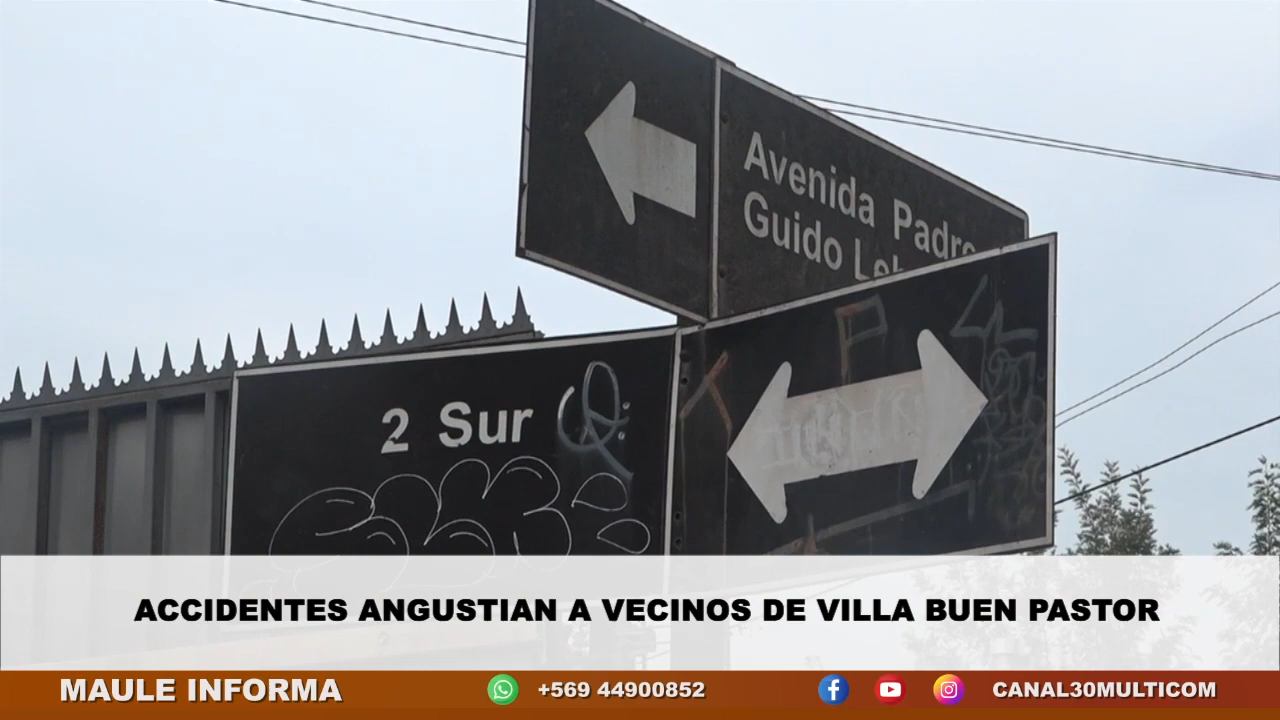 Avenida Padre
Guido
2 Sur
ACCIDENTES ANGUSTIAN A VECINOS DE VILLA BUEN PASTOR
MAULE INFORMA
+569 44900852
CANAL30MULTICOM